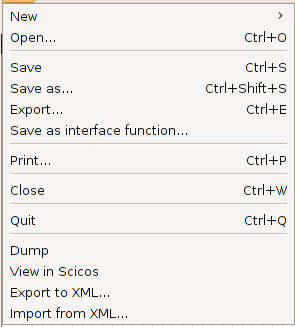 New
Open... Ctrl+O
Save Ctrl+S
Save as... Ctrl+Shift+S
Export... Ctrl+E
Save as interface function...
Print... Ctrl+P
Close Ctrl+W
Quit Ctrl+Q
Dump
View in Scicos
Export to XML...
Import from XML...